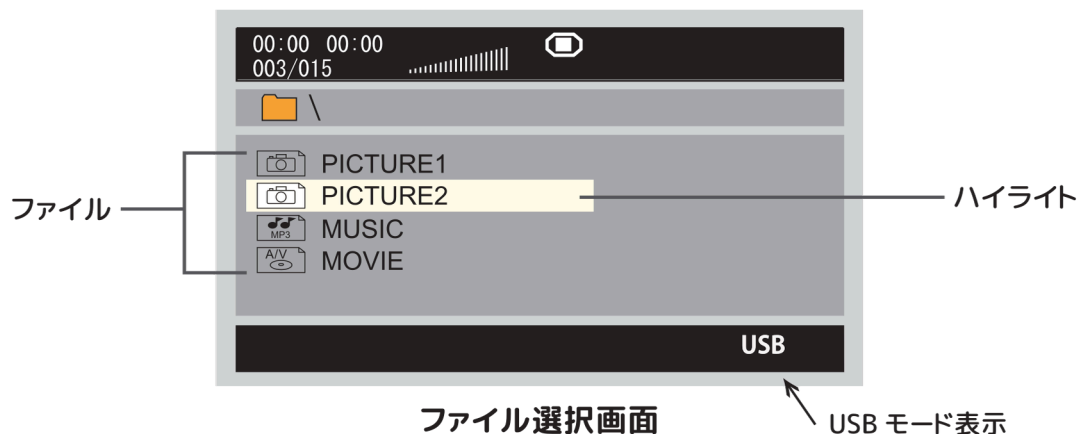 00:00 00:00
003/015
\
PICTURE1
ファイル
PICTURE2
ハイライト
MP3
MUSIC
A/V
MOVIE
USB
ファイル選択画面
USB モード表示